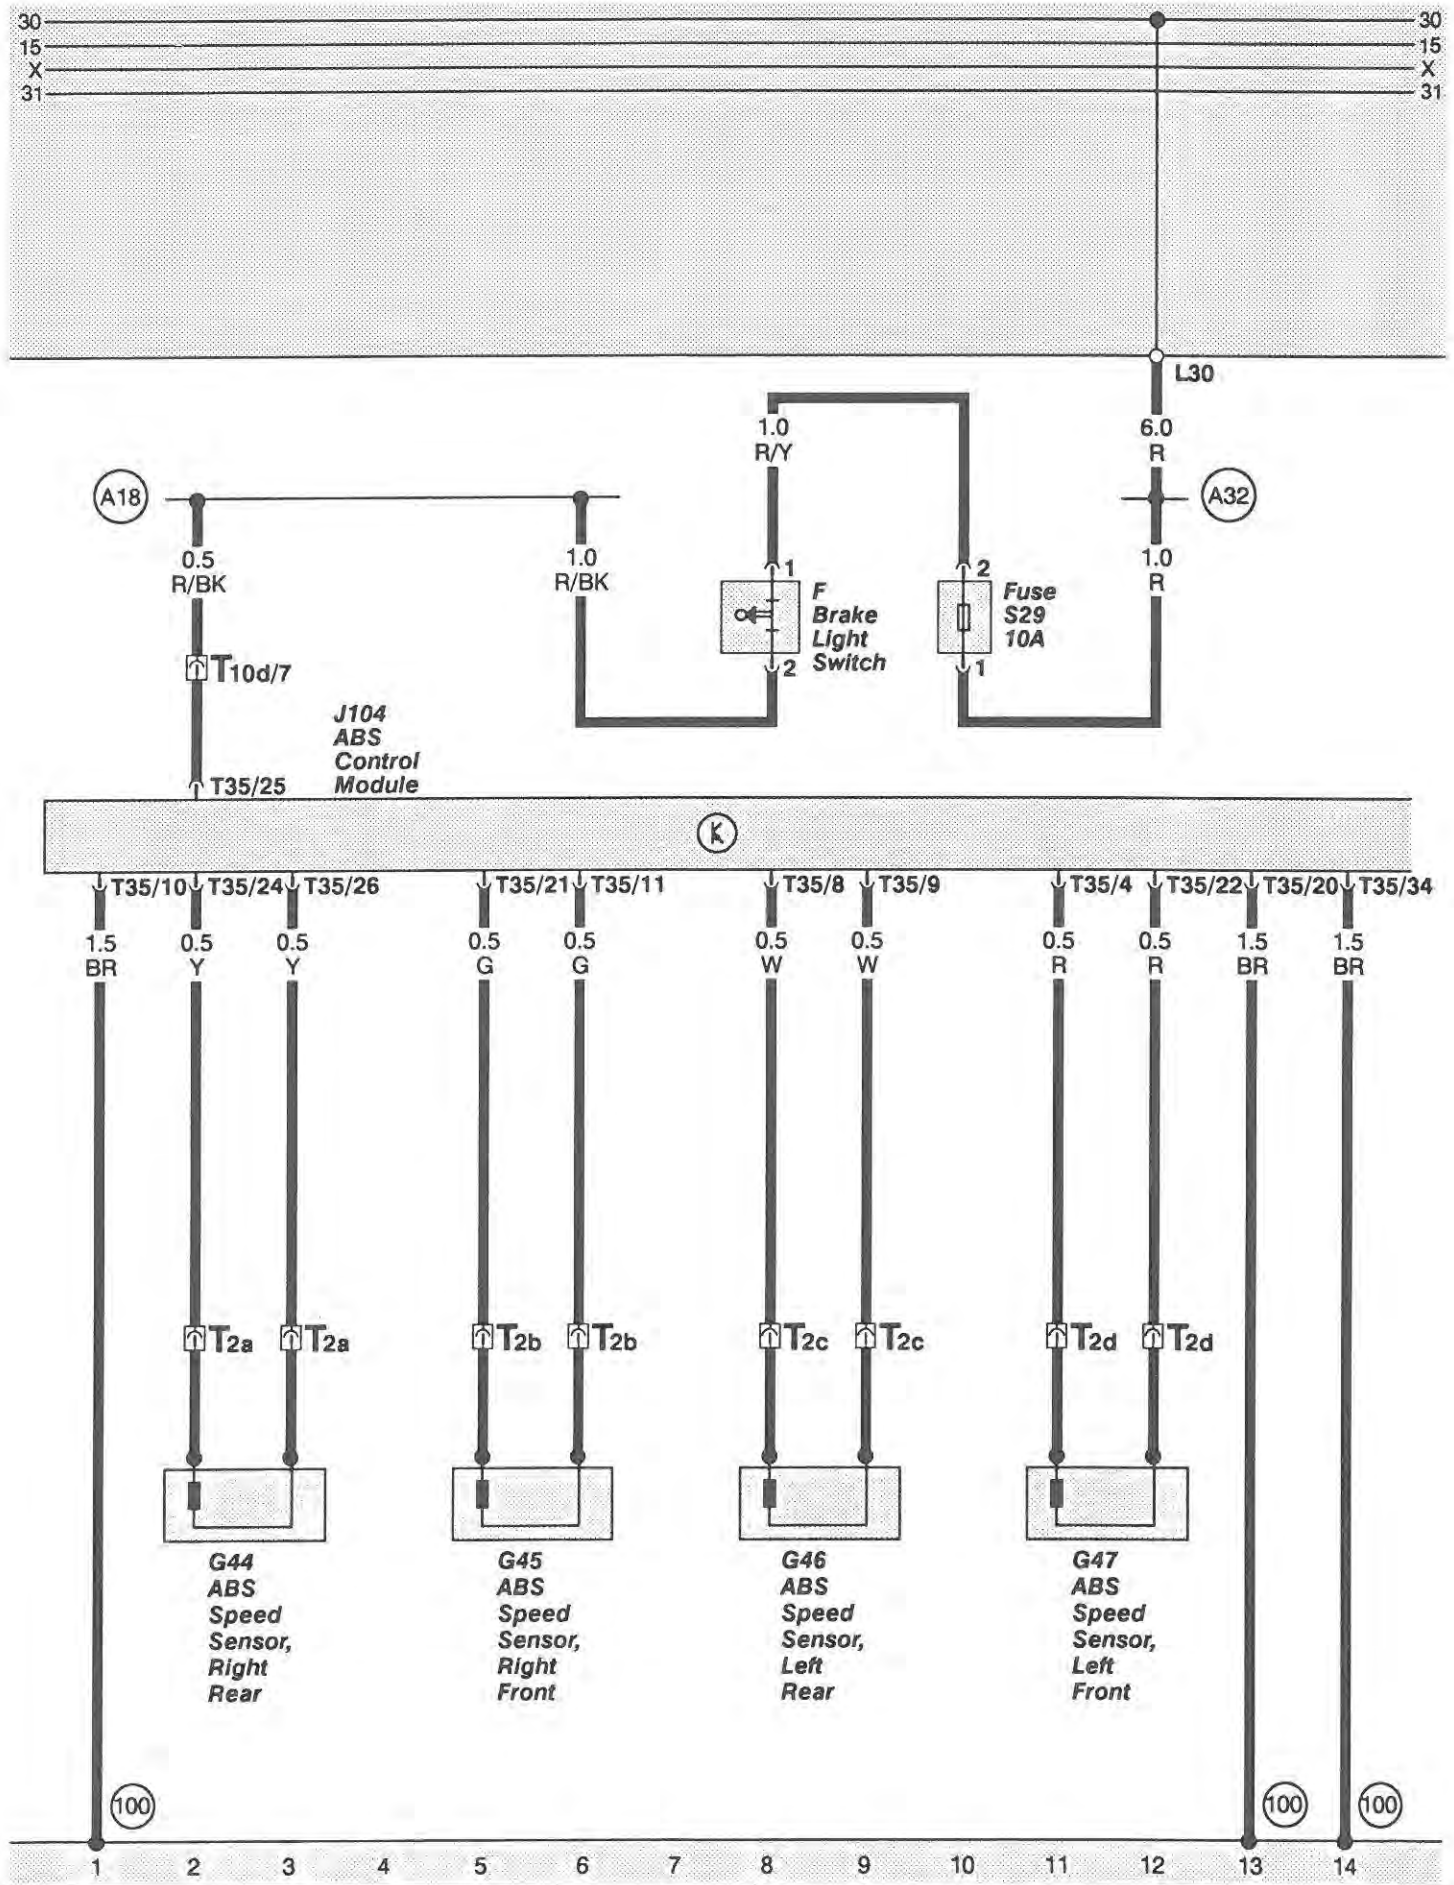 30 30
15 15
X X
31 31
L30
1.0
R/Y
6.0
R
A18
A32
0.5
R/BK
1.0
R/BK
1.0
R
1
2
F
Brake
Light
Switch
2
1
Fuse
S29
10A
T10d/7
J104
ABS
Control
Module
T35/25
K
T35/10 T35/24 T35/26 T35/21 T35/11 T35/8 T35/9 T35/4 T35/22 T35/20 T35/34
1.5 0.5 0.5 0.5 0.5 0.5 0.5 0.5 0.5 1.5 1.5
BR Y Y G G W W R R BR BR
T2a T2a T2b T2b T2c T2c T2d T2d
G44
ABS
Speed
Sensor,
Right
Rear
G45
ABS
Speed
Sensor,
Right
Front
G46
ABS
Speed
Sensor,
Left
Rear
G47
ABS
Speed
Sensor,
Left
Front
100 100 100
1 2 3 4 5 6 7 8 9 10 11 12 13 14